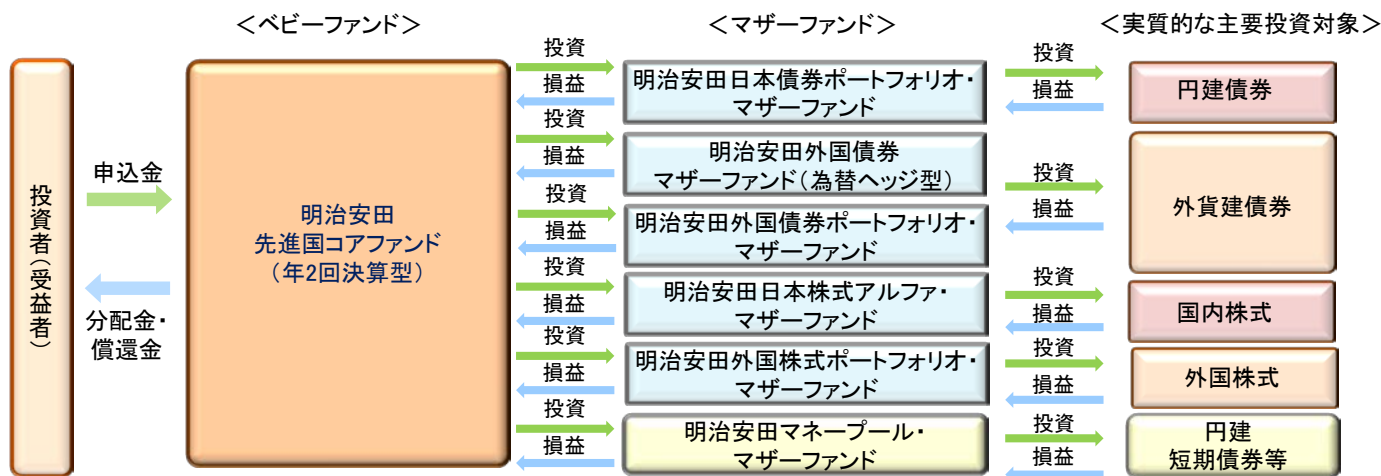 <ベビーファンド>
<マザーファンド>
<実質的な主要投資対象>
投資者(受益者)
申込金
分配金・
償還金
明治安田
先進国コアファンド
(年2回決算型)
投資
損益
明治安田日本債券ポートフォリオ・
マザーファンド
投資
損益
円建債券
投資
損益
明治安田外国債券
マザーファンド(為替ヘッジ型)
投資
損益
明治安田外国債券ポートフォリオ・
マザーファンド
投資
損益
外貨建債券
投資
損益
明治安田日本株式アルファ・
マザーファンド
投資
損益
国内株式
投資
損益
明治安田外国株式ポートフォリオ・
マザーファンド
投資
損益
外国株式
投資
損益
明治安田マネープール・
マザーファンド
投資
損益
円建
短期債券等